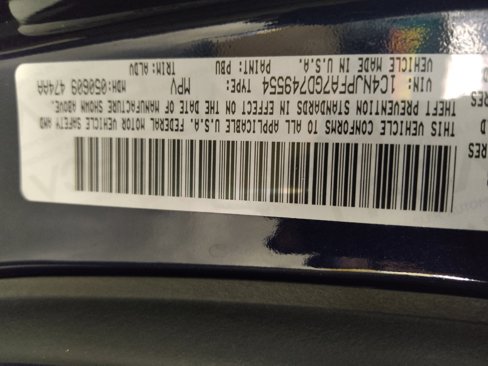 THIS VEHICLE CONFORMS TO ALL APPLICABLE U.S.A. FEDERAL MOTOR VEHICLE SAFETY AND
THEFT PREVENTION STANDARDS IN EFFECT ON THE DATE OF MANUFACTURE SHOWN ABOVE.
VIN: 1C4NJPFA7GD749554 TYPE: MPV MDH: 050609 474AA
VEHICLE MADE IN U.S.A. PAINT: PBU TRIM: ALDV